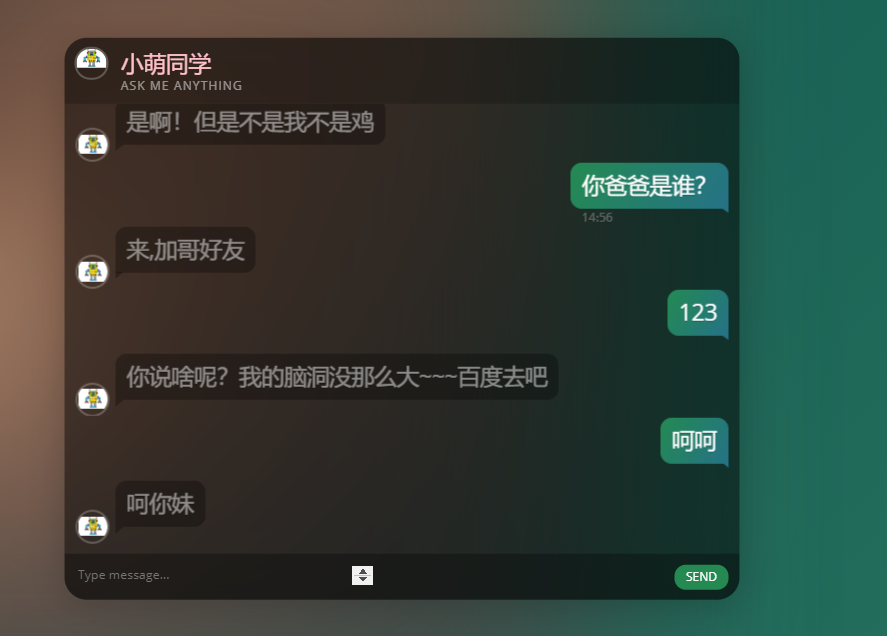 小萌同学
ASK ME ANYTHING
是啊！但是不是我不是鸡
你爸爸是谁？
14:56
来,加哥好友
123
你说啥呢？我的脑洞没那么大~~~百度去吧
呵呵
呵你妹
Type message...
SEND